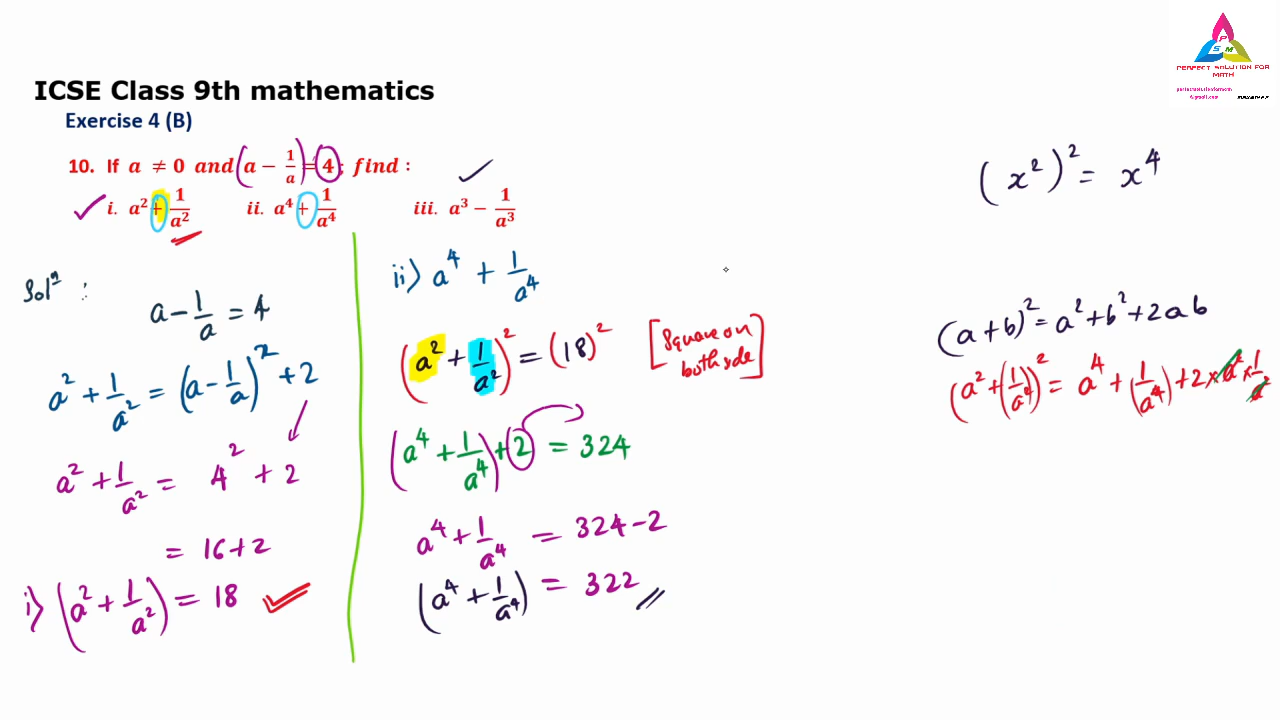 ICSE Class 9th mathematics
Exercise 4 (B)
10. If a ≠ 0 and (a − 1/a) = 4; find :
i. a² + 1/a² ii. a⁴ + 1/a⁴ iii. a³ − 1/a³
Solⁿ :
a − 1/a = 4
a² + 1/a² = (a − 1/a)² + 2
a² + 1/a² = 4² + 2
= 16 + 2
i) (a² + 1/a²) = 18
ii) a⁴ + 1/a⁴
(a² + 1/a²)² = (18)² [Square on
both side]
(a⁴ + 1/a⁴) + 2 = 324
a⁴ + 1/a⁴ = 324 − 2
(a⁴ + 1/a⁴) = 322 //
P
S M
PERFECT SOLUTION FOR
MATH
(x²)² = x⁴
(a + b)² = a² + b² + 2ab
= a⁴ + (1/a⁴) + 2 × a² × 1/a²